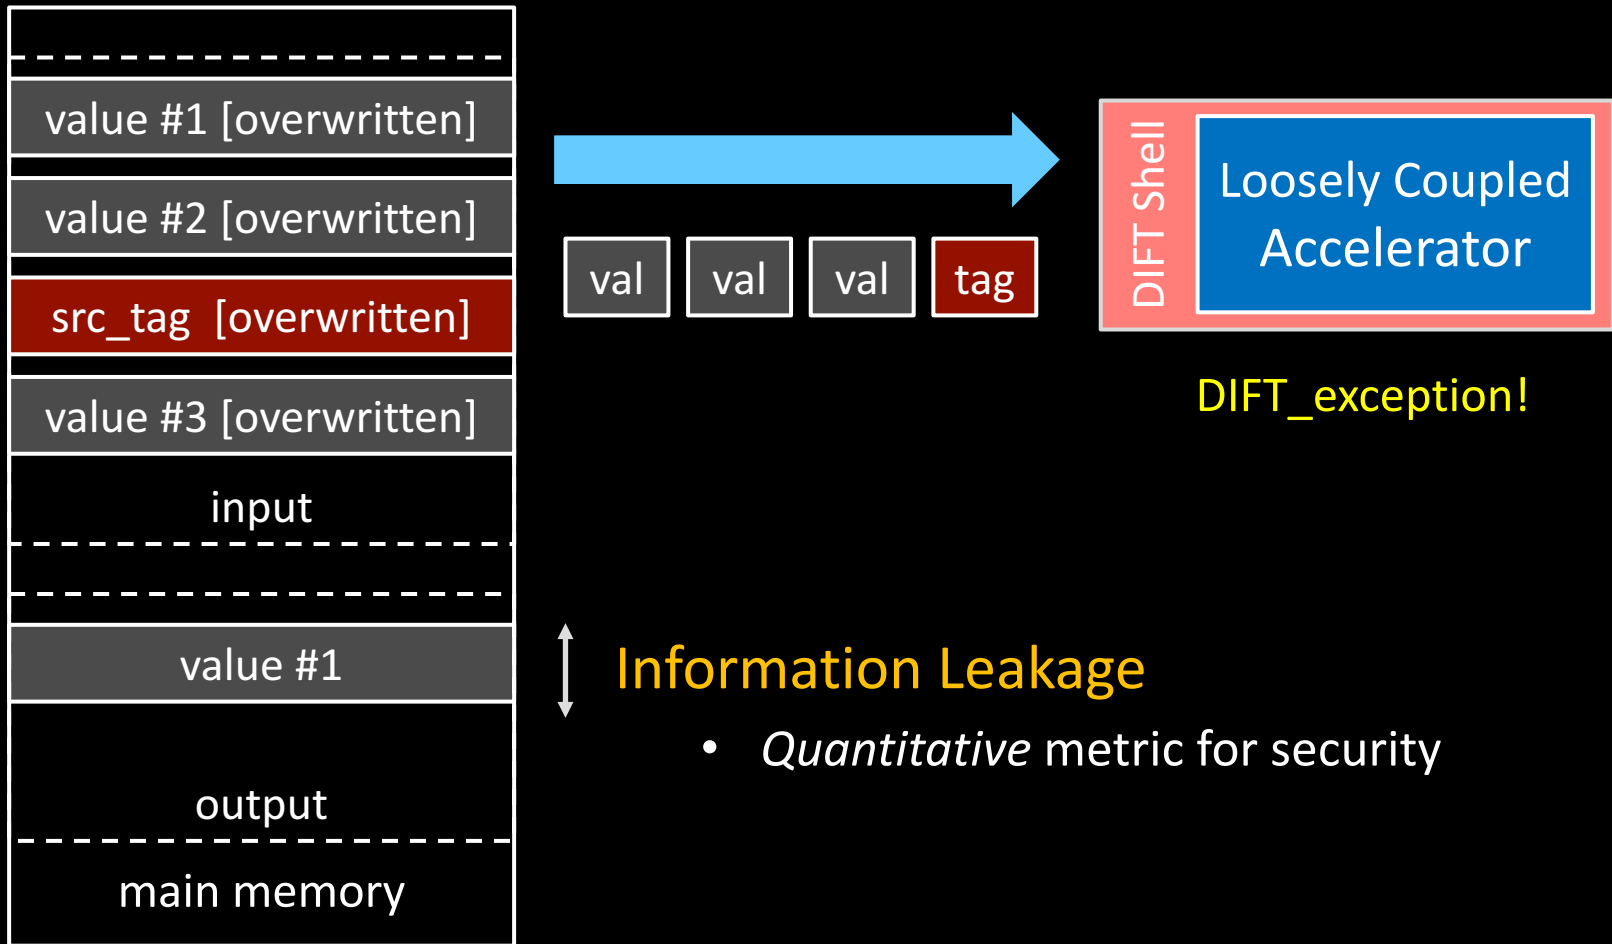 value #1 [overwritten]
value #2 [overwritten]
src_tag [overwritten]
value #3 [overwritten]
input
value #1
output
main memory
val val val tag
DIFT Shell
Loosely Coupled
Accelerator
DIFT_exception!
Information Leakage
• Quantitative metric for security